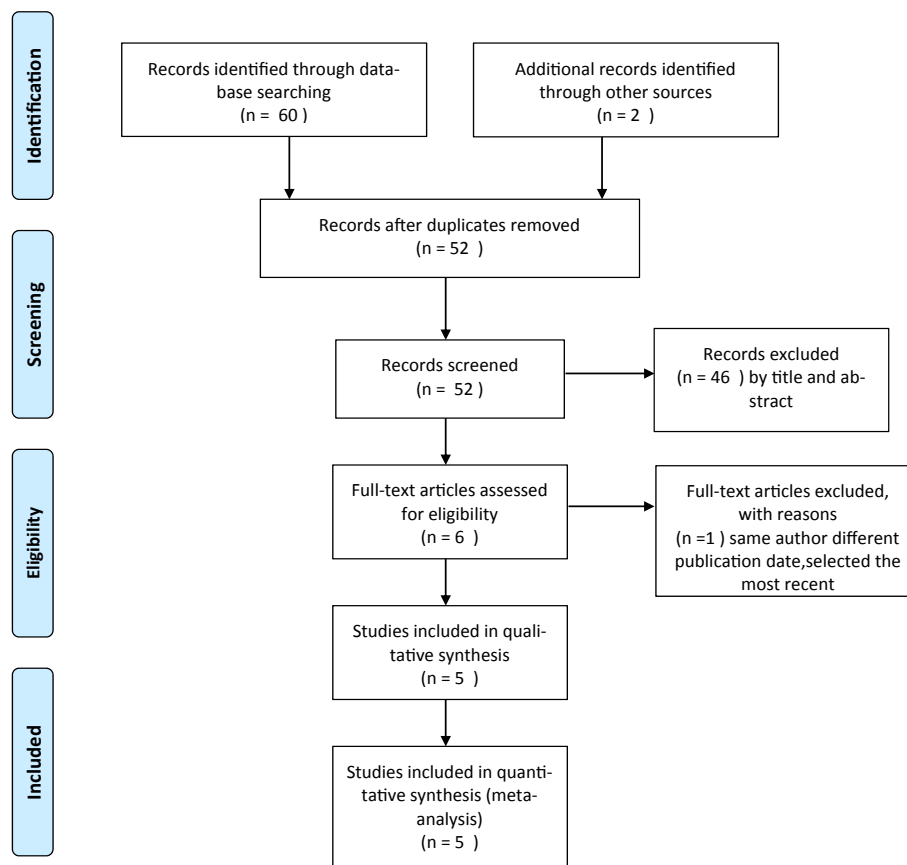 Identification
Records identified through data-
base searching
(n = 60 )
Additional records identified
through other sources
(n = 2 )
Records after duplicates removed
(n = 52 )
Screening
Records screened
(n = 52)
Records excluded
(n = 46 ) by title and ab-
stract
Eligibility
Full-text articles assessed
for eligibility
(n = 6 )
Full-text articles excluded,
with reasons
(n =1 ) same author different
publication date,selected the
most recent
Studies included in quali-
tative synthesis
(n = 5 )
Included
Studies included in quanti-
tative synthesis (meta-
analysis)
(n = 5 )